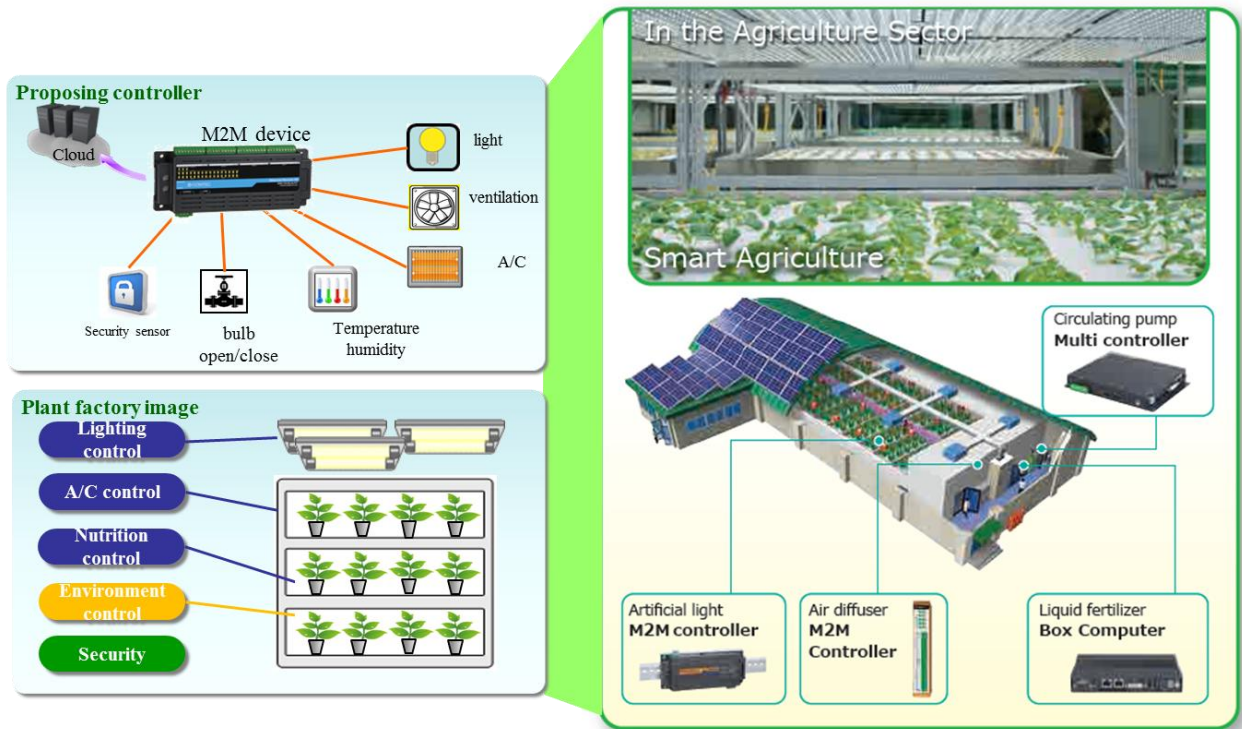 Proposing controller
Cloud
M2M device
light
ventilation
A/C
Security sensor
bulb
open/close
Temperature
humidity
Plant factory image
Lighting
control
A/C control
Nutrition
control
Environment
control
Security
In the Agriculture Sector
Smart Agriculture
Circulating pump
Multi controller
Artificial light
M2M controller
Air diffuser
M2M
Controller
Liquid fertilizer
Box Computer